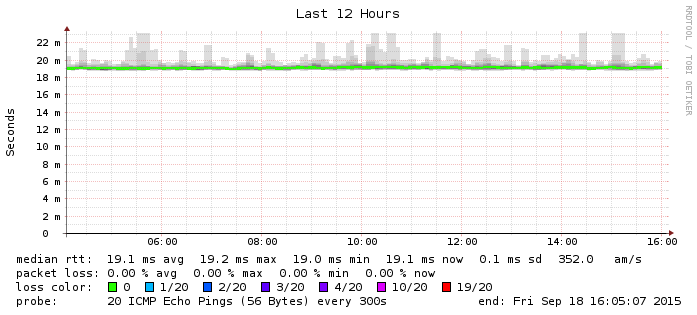 Last 12 Hours
RRDTOOL / TOBI OETIKER
Seconds
22 m
20 m
18 m
16 m
14 m
12 m
10 m
8 m
6 m
4 m
2 m
0
06:00 08:00 10:00 12:00 14:00 16:00
median rtt: 19.1 ms avg 19.2 ms max 19.0 ms min 19.1 ms now 0.1 ms sd 352.0 am/s
packet loss: 0.00 % avg 0.00 % max 0.00 % min 0.00 % now
loss color: 0 1/20 2/20 3/20 4/20 10/20 19/20
probe: 20 ICMP Echo Pings (56 Bytes) every 300s end: Fri Sep 18 16:05:07 2015